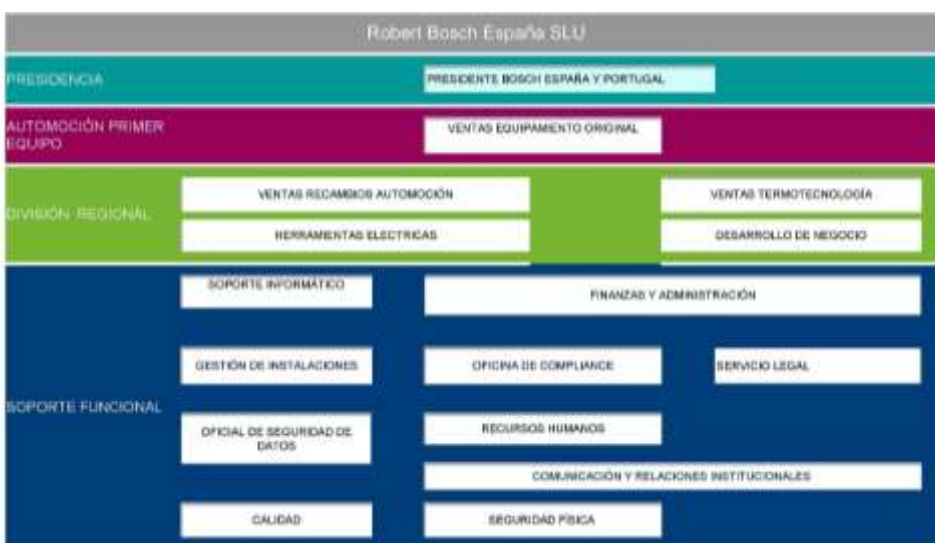 Robert Bosch España SLU
PRESIDENCIA
PRESIDENTE BOSCH ESPAÑA Y PORTUGAL
AUTOMOCIÓN PRIMER
EQUIPO
VENTAS EQUIPAMIENTO ORIGINAL
DIVISIÓN REGIONAL
VENTAS RECAMBIOS AUTOMOCIÓN
VENTAS TERMOTECNOLOGÍA
HERRAMIENTAS ELECTRICAS
DESARROLLO DE NEGOCIO
SOPORTE FUNCIONAL
SOPORTE INFORMÁTICO
FINANZAS Y ADMINISTRACIÓN
GESTIÓN DE INSTALACIONES
OFICINA DE COMPLIANCE
SERVICIO LEGAL
OFICIAL DE SEGURIDAD DE
DATOS
RECURSOS HUMANOS
COMUNICACIÓN Y RELACIONES INSTITUCIONALES
CALIDAD
SEGURIDAD FÍSICA